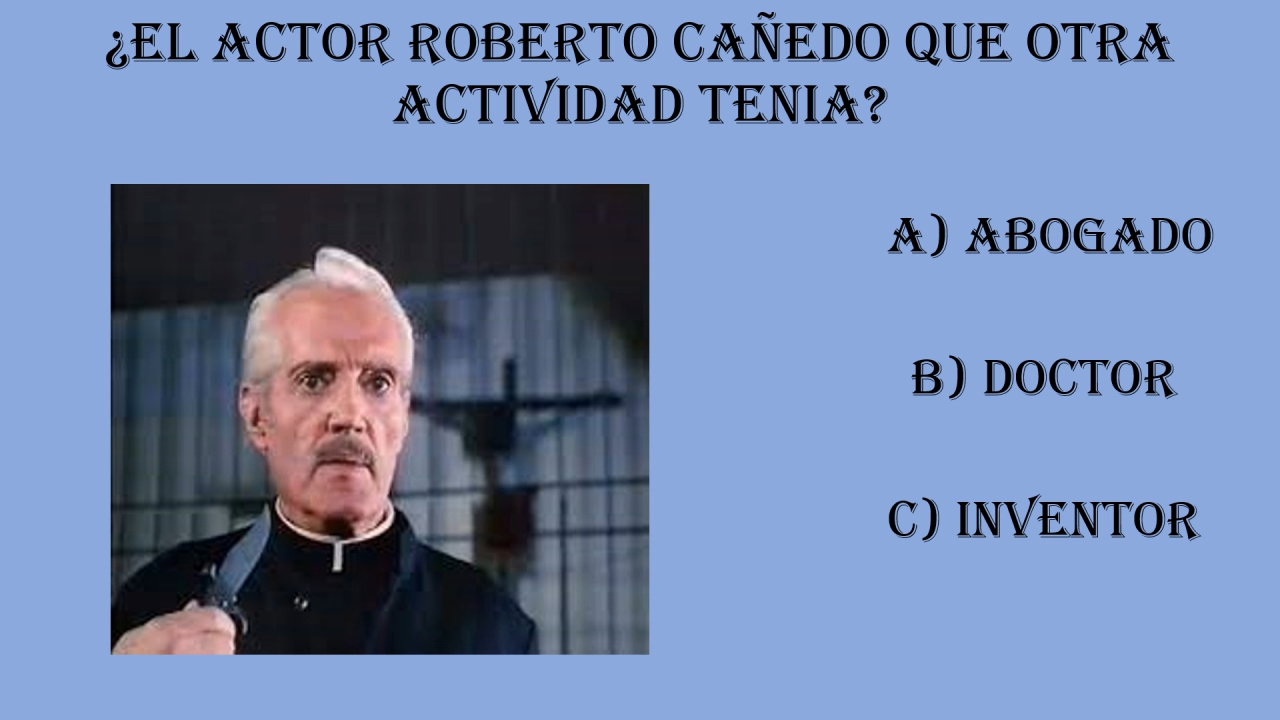 ¿EL ACTOR ROBERTO CAÑEDO QUE OTRA
ACTIVIDAD TENIA?
A) ABOGADO
B) DOCTOR
C) INVENTOR